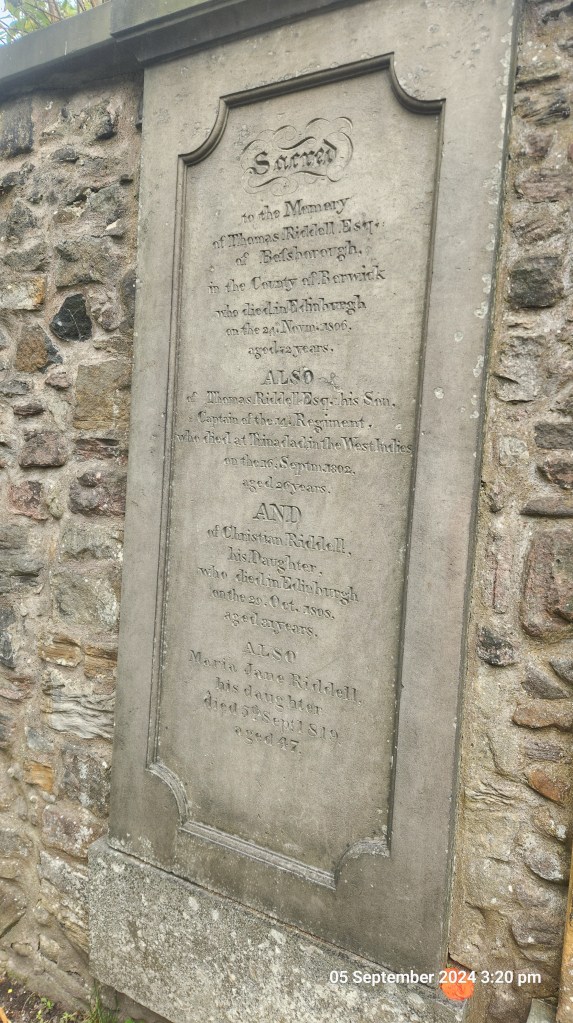 Sacred
to the Memory
of Thomas Riddell Esqr.
of Beſsborough.
in the County of Berwick
who died in Edinburgh
on the 24. Novm. 1806.
aged 72 years.
ALSO
of Thomas Riddell Esq. his Son.
Captain of the 14. Regiment.
who died at Trinadad in the West Indies
on the 16. Septm. 1802.
aged 26 years.
AND
of Christian Riddell,
his Daughter.
who died in Edinburgh
on the 29. Oct. 1808.
aged years.
ALSO
Maria Jane Riddell,
his daughter
died 5th Sept. 1819.
aged 47.
05 September 2024 3:20 pm